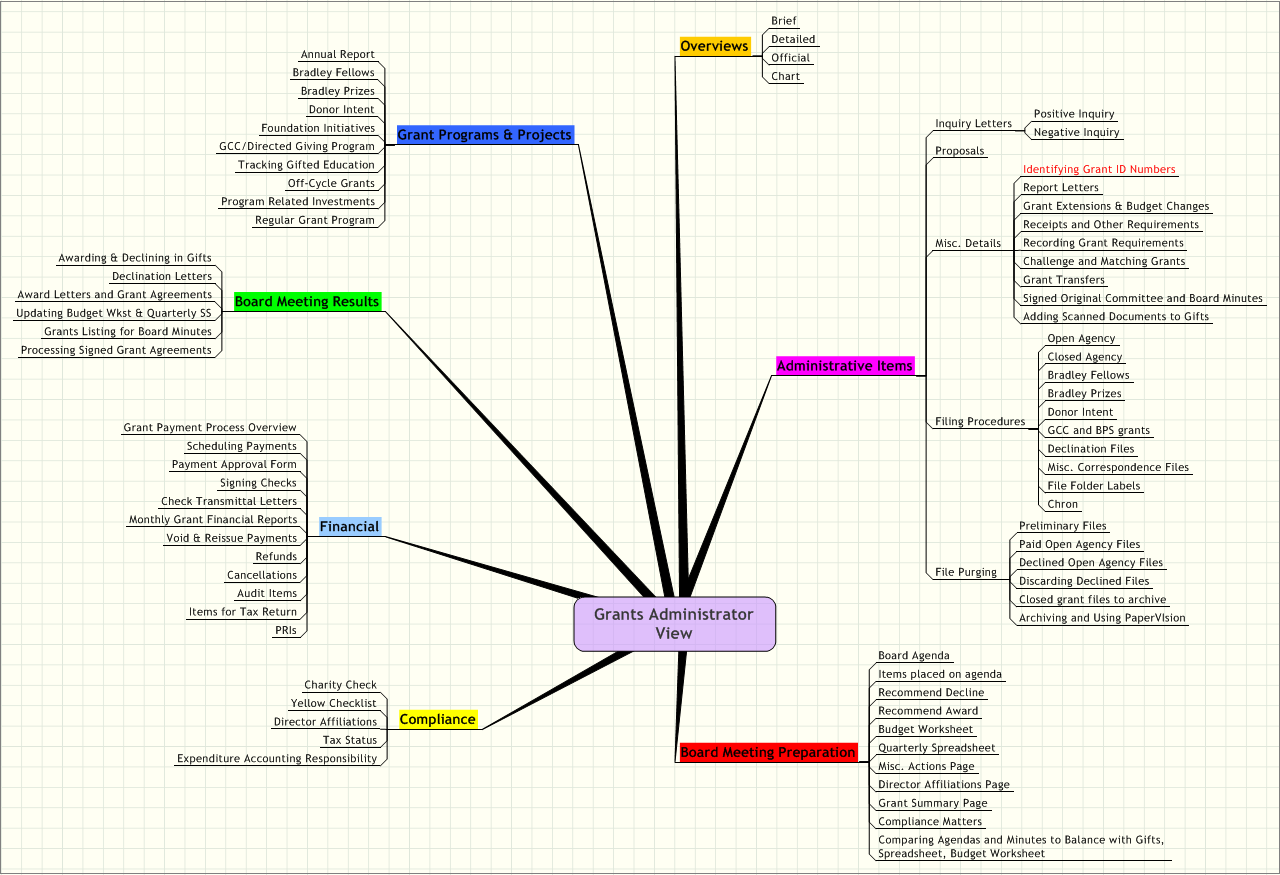 Overviews
Brief
Detailed
Official
Chart
Grant Programs & Projects
Annual Report
Bradley Fellows
Bradley Prizes
Donor Intent
Foundation Initiatives
GCC/Directed Giving Program
Tracking Gifted Education
Off-Cycle Grants
Program Related Investments
Regular Grant Program
Board Meeting Results
Awarding & Declining in Gifts
Declination Letters
Award Letters and Grant Agreements
Updating Budget Wkst & Quarterly SS
Grants Listing for Board Minutes
Processing Signed Grant Agreements
Financial
Grant Payment Process Overview
Scheduling Payments
Payment Approval Form
Signing Checks
Check Transmittal Letters
Monthly Grant Financial Reports
Void & Reissue Payments
Refunds
Cancellations
Audit Items
Items for Tax Return
PRIs
Compliance
Charity Check
Yellow Checklist
Director Affiliations
Tax Status
Expenditure Accounting Responsibility
Grants Administrator
View
Administrative Items
Inquiry Letters
Positive Inquiry
Negative Inquiry
Proposals
Misc. Details
Identifying Grant ID Numbers
Report Letters
Grant Extensions & Budget Changes
Receipts and Other Requirements
Recording Grant Requirements
Challenge and Matching Grants
Grant Transfers
Signed Original Committee and Board Minutes
Adding Scanned Documents to Gifts
Filing Procedures
Open Agency
Closed Agency
Bradley Fellows
Bradley Prizes
Donor Intent
GCC and BPS grants
Declination Files
Misc. Correspondence Files
File Folder Labels
Chron
File Purging
Preliminary Files
Paid Open Agency Files
Declined Open Agency Files
Discarding Declined Files
Closed grant files to archive
Archiving and Using PaperVIsion
Board Meeting Preparation
Board Agenda
Items placed on agenda
Recommend Decline
Recommend Award
Budget Worksheet
Quarterly Spreadsheet
Misc. Actions Page
Director Affiliations Page
Grant Summary Page
Compliance Matters
Comparing Agendas and Minutes to Balance with Gifts,
Spreadsheet, Budget Worksheet